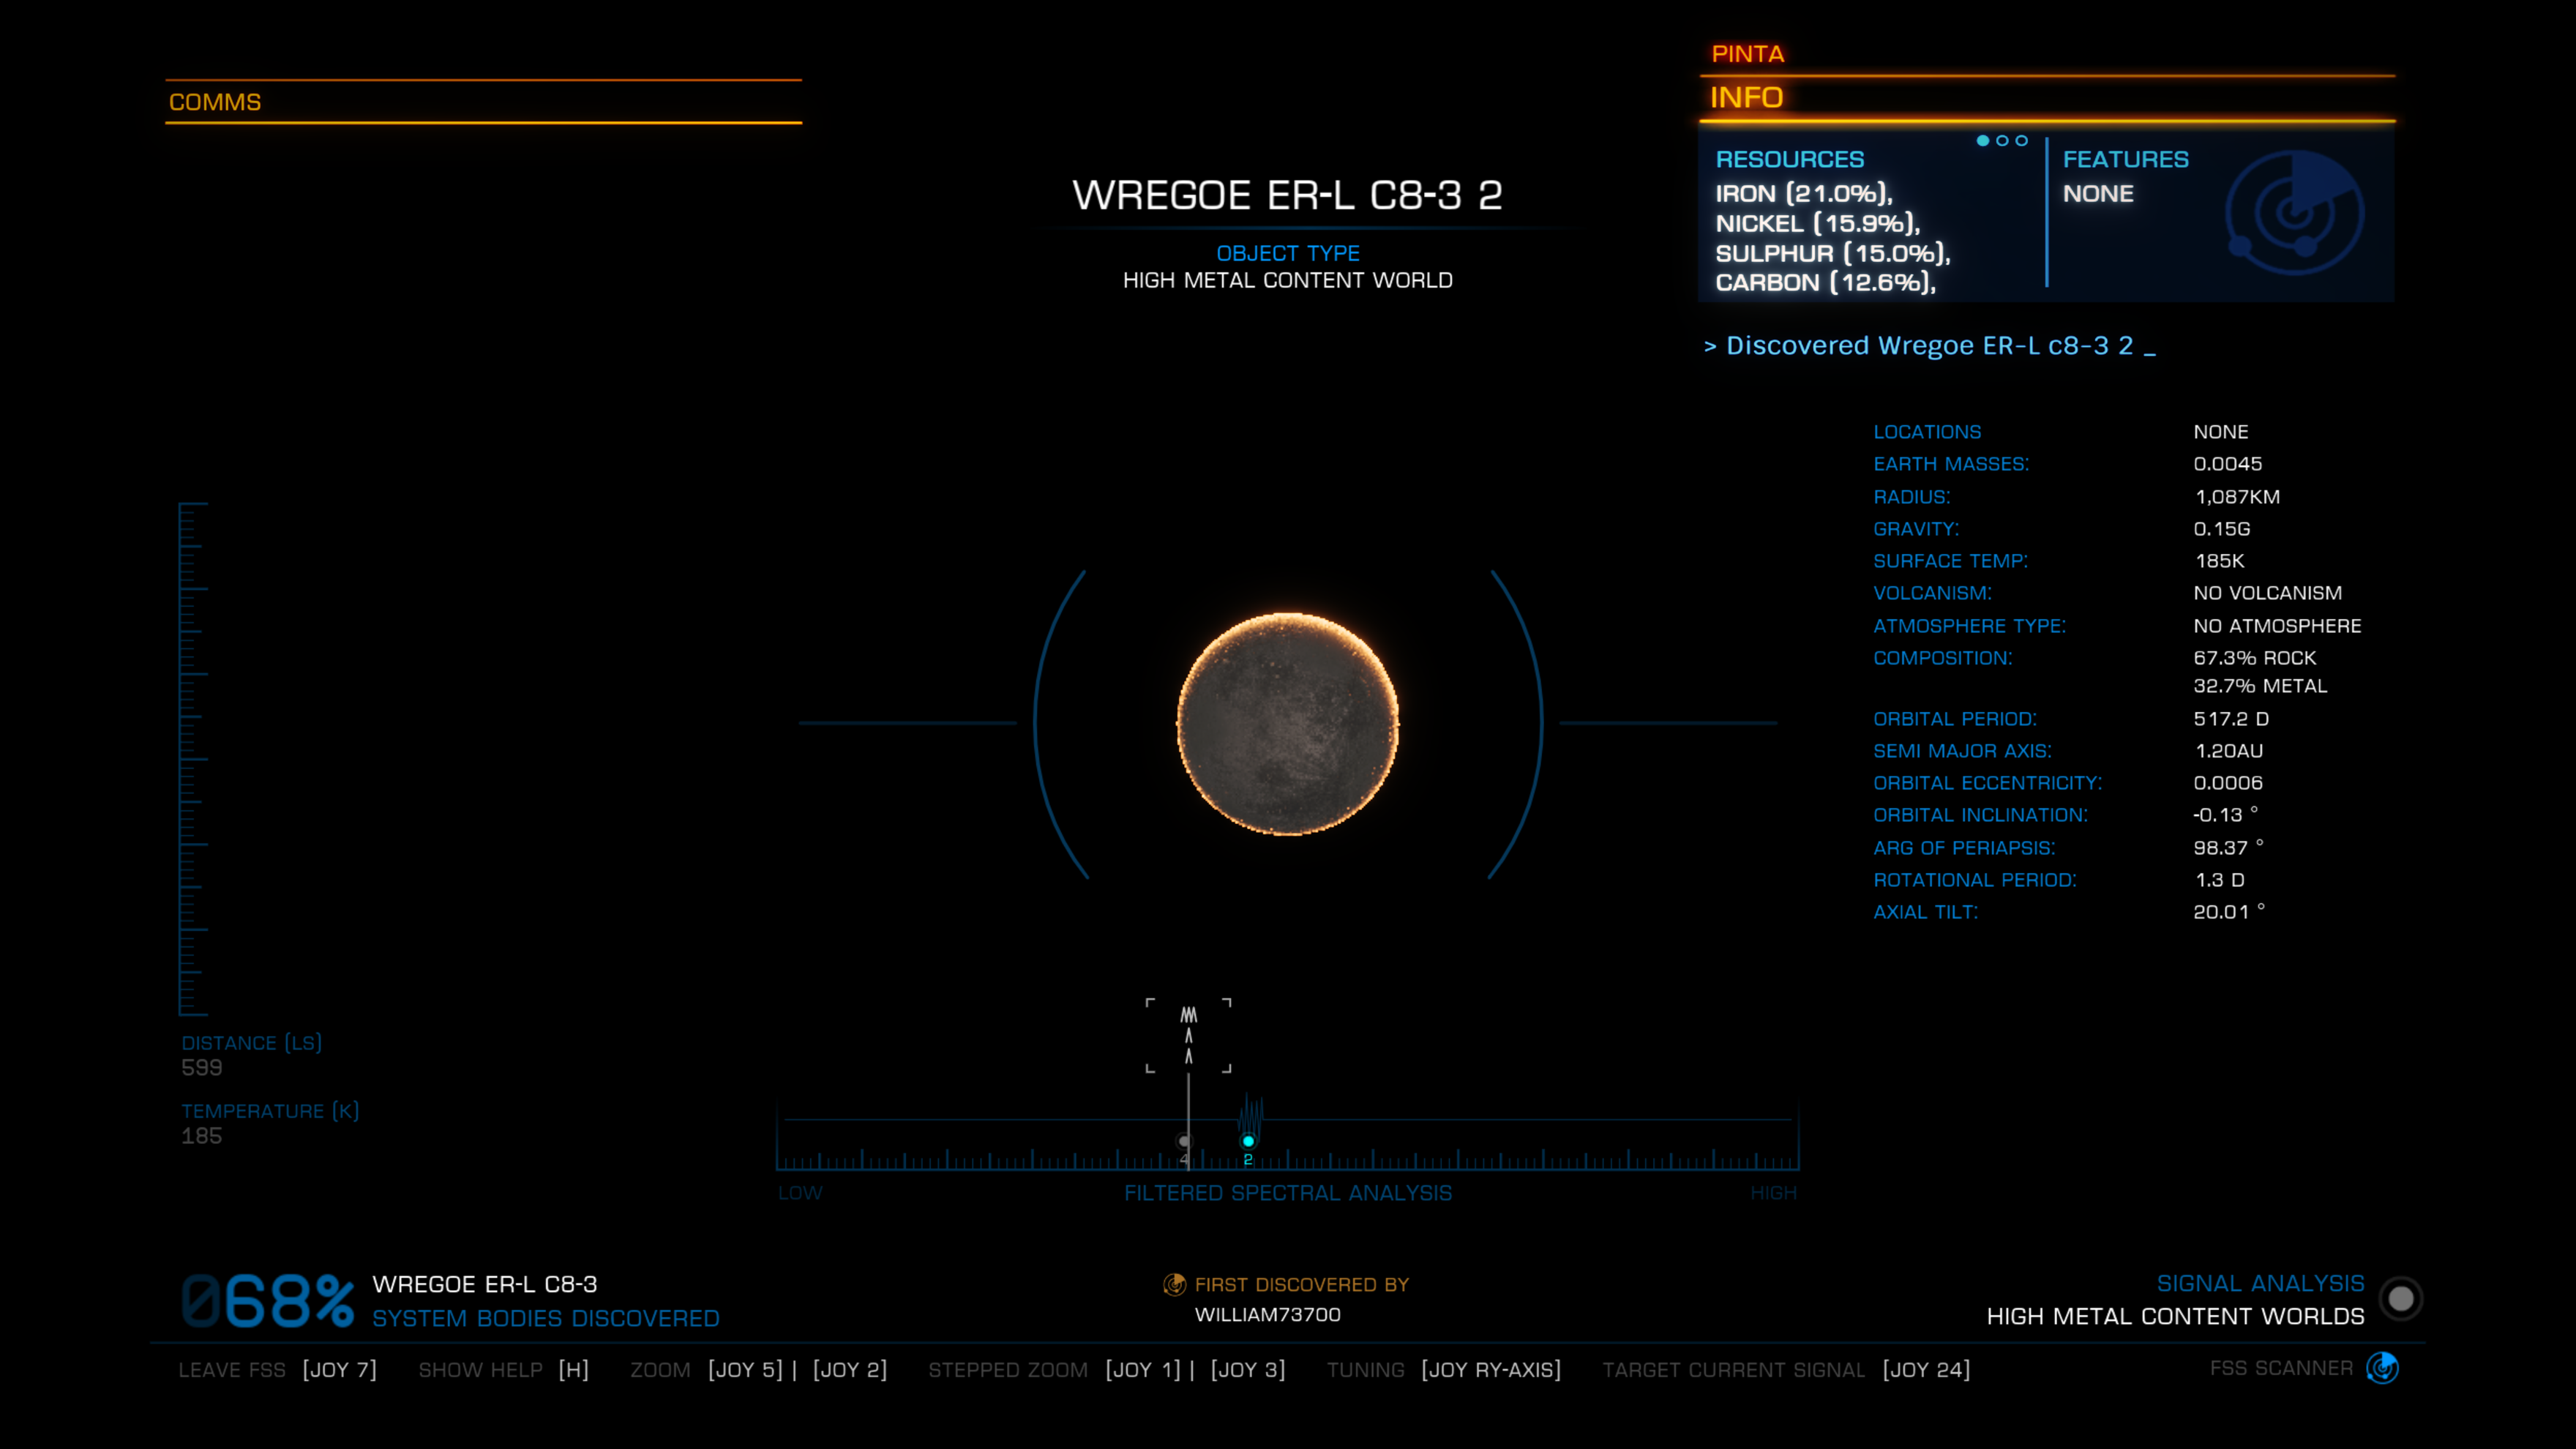 COMMS
PINTA
INFO
RESOURCES
IRON (21.0%),
NICKEL (15.9%),
SULPHUR (15.0%),
CARBON (12.6%),
FEATURES
NONE
> Discovered Wregoe ER-L c8-3 2 _
WREGOE ER-L C8-3 2
OBJECT TYPE
HIGH METAL CONTENT WORLD
LOCATIONS NONE
EARTH MASSES: 0.0045
RADIUS: 1,087KM
GRAVITY: 0.15G
SURFACE TEMP: 185K
VOLCANISM: NO VOLCANISM
ATMOSPHERE TYPE: NO ATMOSPHERE
COMPOSITION: 67.3% ROCK
32.7% METAL
ORBITAL PERIOD: 517.2 D
SEMI MAJOR AXIS: 1.20AU
ORBITAL ECCENTRICITY: 0.0006
ORBITAL INCLINATION: -0.13 °
ARG OF PERIAPSIS: 98.37 °
ROTATIONAL PERIOD: 1.3 D
AXIAL TILT: 20.01 °
DISTANCE (LS)
599
TEMPERATURE (K)
185
4 2
LOW FILTERED SPECTRAL ANALYSIS HIGH
068% WREGOE ER-L C8-3
SYSTEM BODIES DISCOVERED
FIRST DISCOVERED BY
WILLIAM73700
SIGNAL ANALYSIS
HIGH METAL CONTENT WORLDS
LEAVE FSS [JOY 7] SHOW HELP [H] ZOOM [JOY 5] | [JOY 2] STEPPED ZOOM [JOY 1] | [JOY 3] TUNING [JOY RY-AXIS] TARGET CURRENT SIGNAL [JOY 24] FSS SCANNER